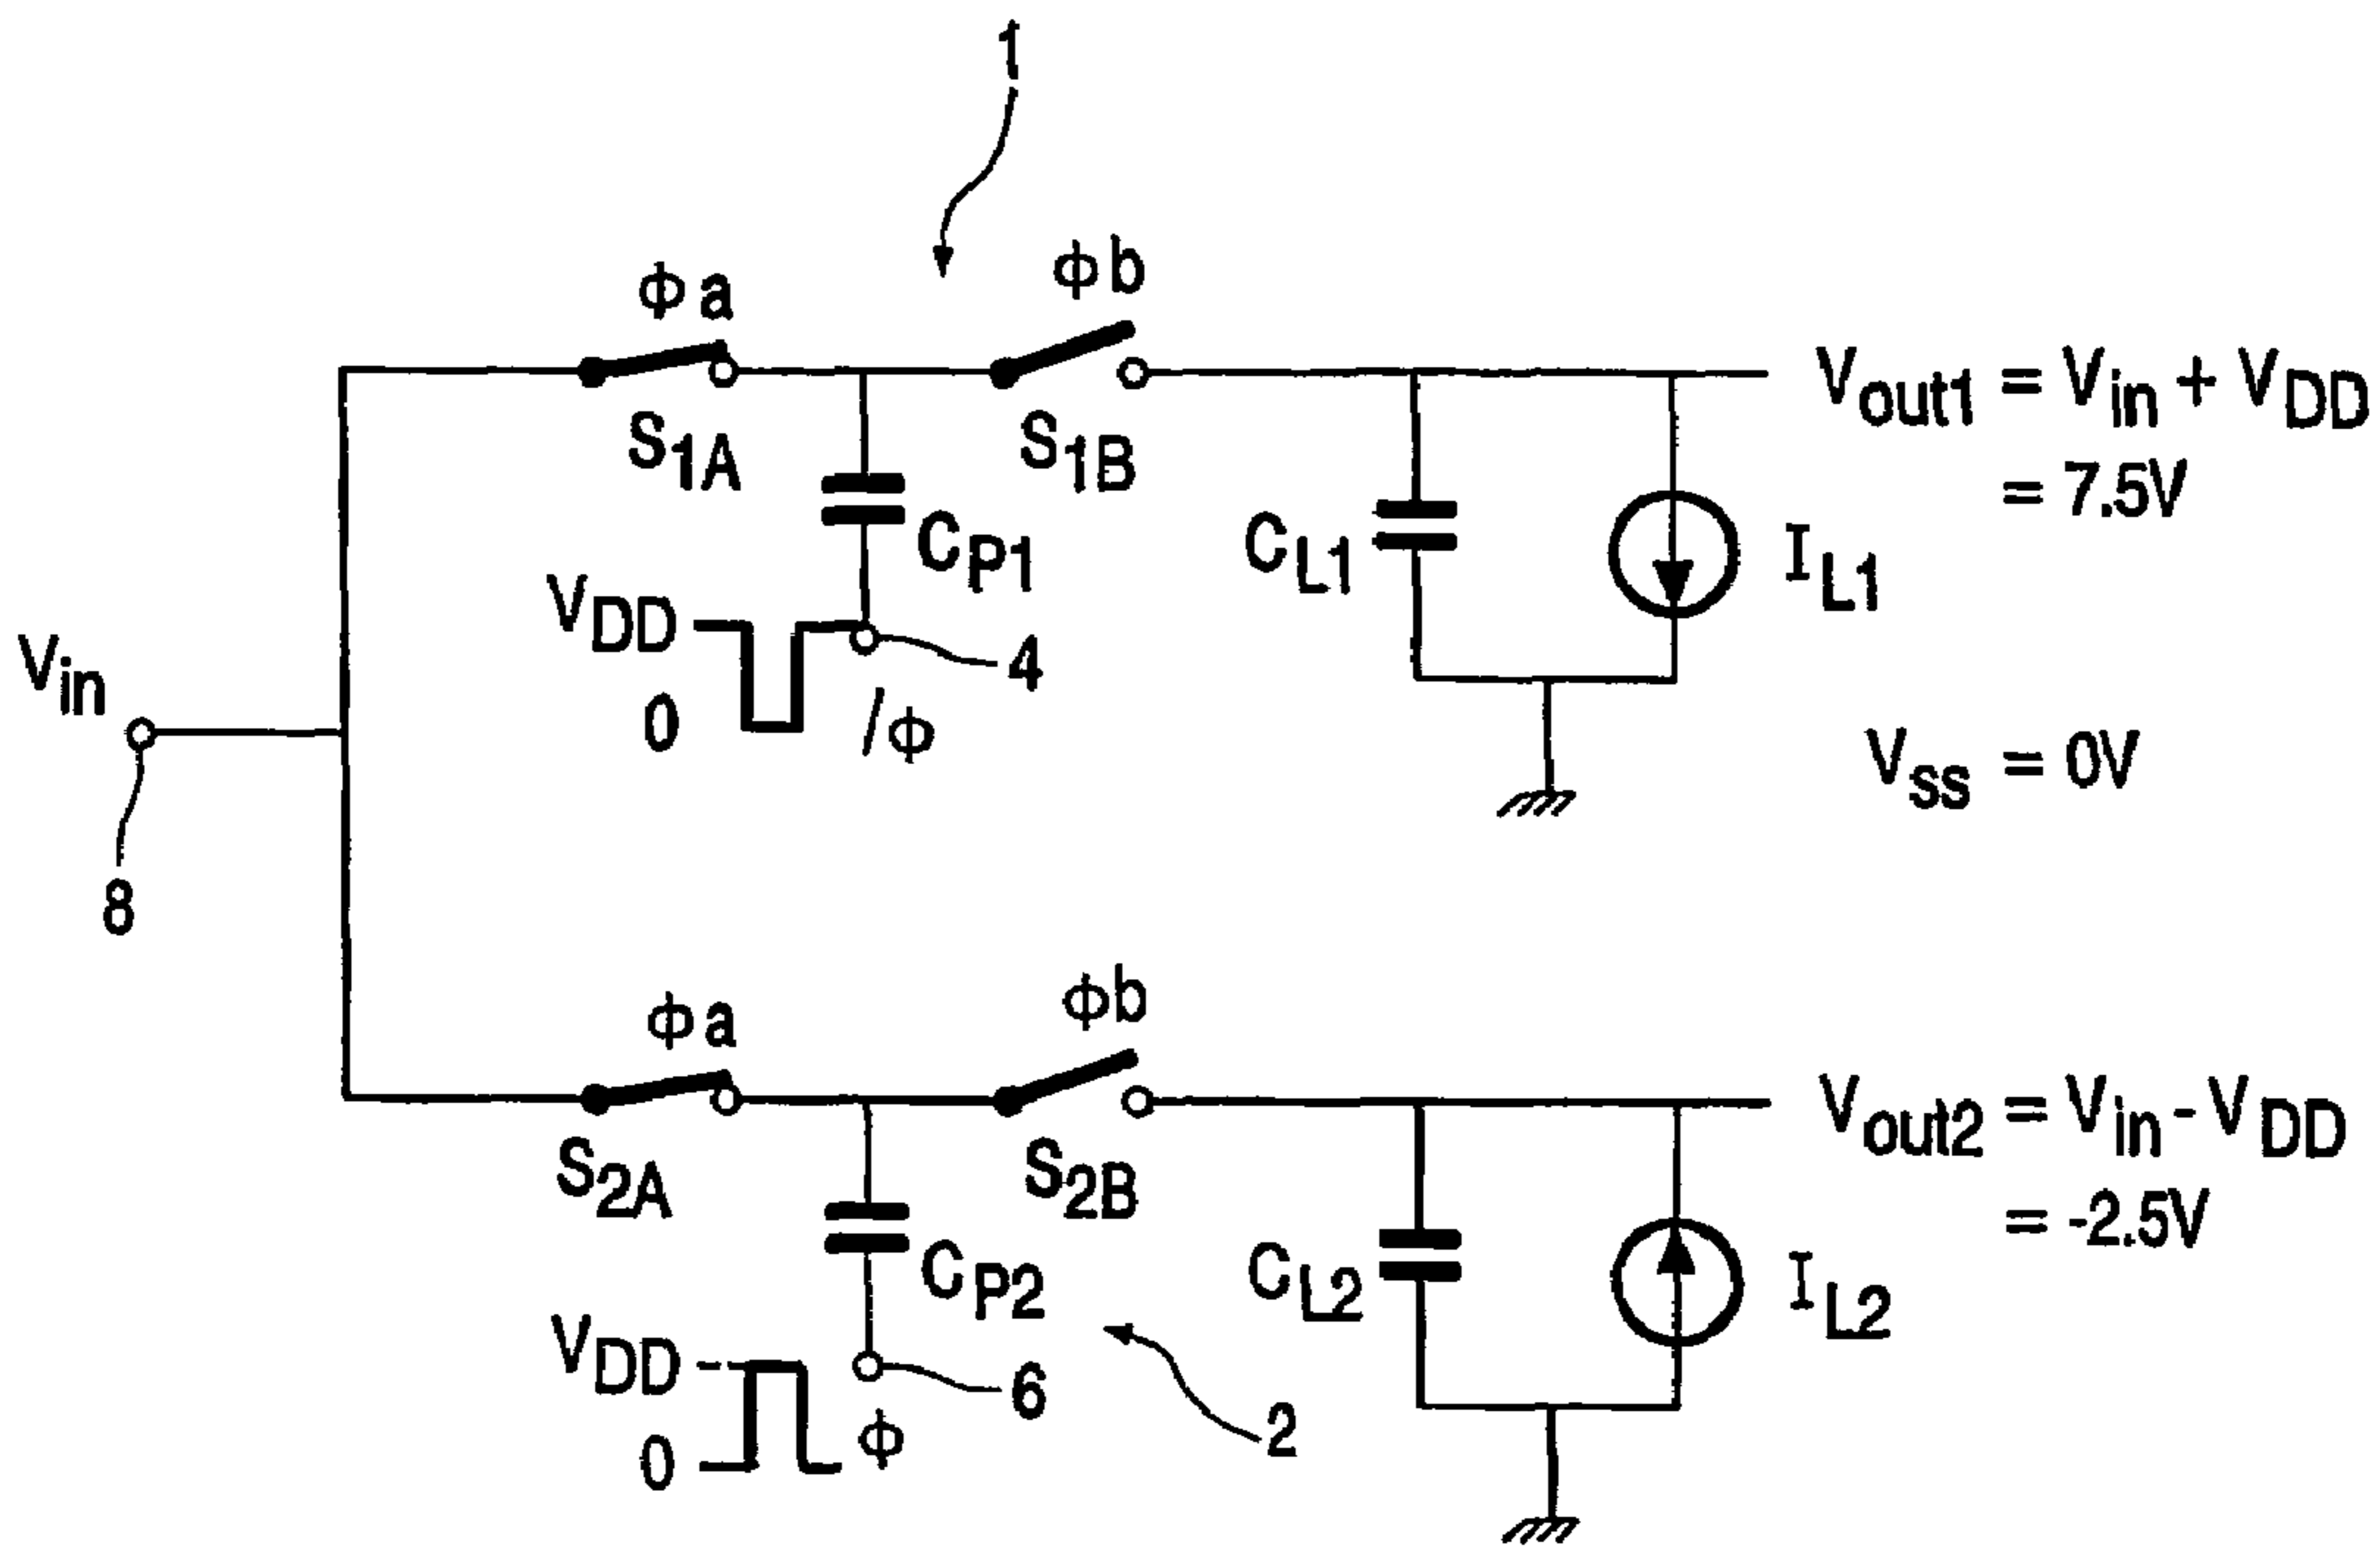 1
ϕa
ϕb
S1A
S1B
Vout1 = Vin + VDD
= 7.5V
CP1
CL1
IL1
VDD
0
4
/ϕ
Vin
8
Vss = 0V
ϕa
ϕb
S2A
S2B
Vout2 = Vin - VDD
= -2.5V
CP2
CL2
IL2
VDD
0
6
ϕ
2